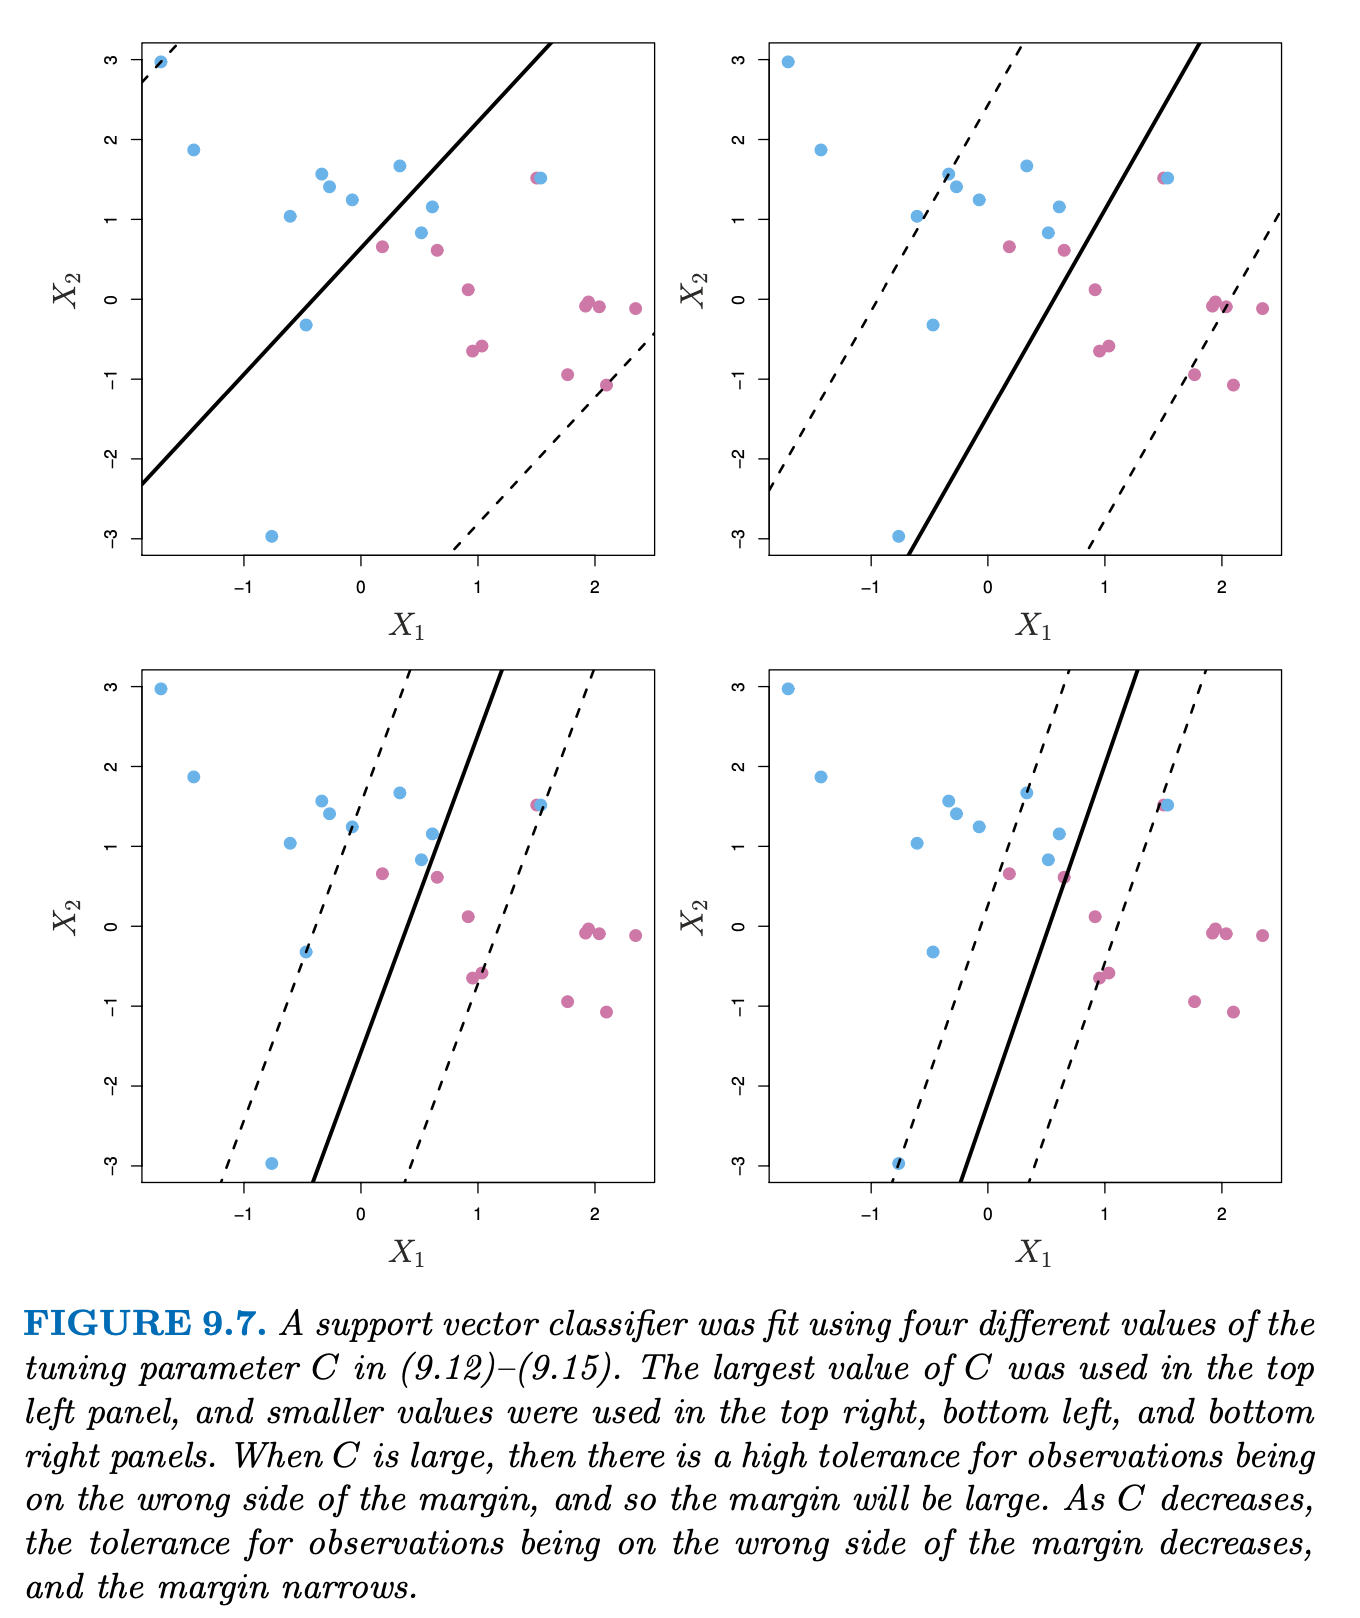 3
2
1
0
−1
−2
−3
X2
−1 0 1 2
X1
3
2
1
0
−1
−2
−3
X2
−1 0 1 2
X1
3
2
1
0
−1
−2
−3
X2
−1 0 1 2
X1
3
2
1
0
−1
−2
−3
X2
−1 0 1 2
X1
FIGURE 9.7. A support vector classifier was fit using four different values of the
tuning parameter C in (9.12)–(9.15). The largest value of C was used in the top
left panel, and smaller values were used in the top right, bottom left, and bottom
right panels. When C is large, then there is a high tolerance for observations being
on the wrong side of the margin, and so the margin will be large. As C decreases,
the tolerance for observations being on the wrong side of the margin decreases,
and the margin narrows.